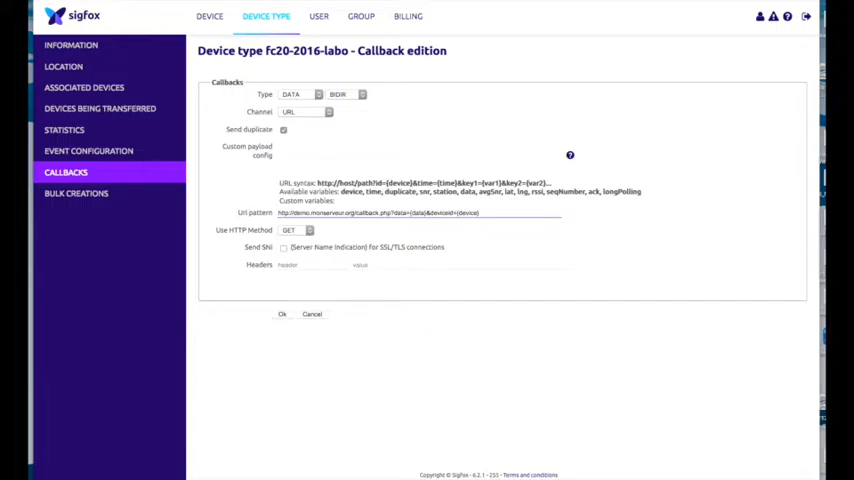 sigfox
DEVICE DEVICE TYPE USER GROUP BILLING
INFORMATION
LOCATION
ASSOCIATED DEVICES
DEVICES BEING TRANSFERRED
STATISTICS
EVENT CONFIGURATION
CALLBACKS
BULK CREATIONS
Device type fc20-2016-labo - Callback edition
Callbacks
Type DATA BIDIR
Channel URL
Send duplicate
Custom payload
config
URL syntax: http://host/path?id={device}&time={time}&key1={var1}&key2={var2}...
Available variables: device, time, duplicate, snr, station, data, avgSnr, lat, lng, rssi, seqNumber, ack, longPolling
Custom variables:
Url pattern http://demo.monserveur.org/callback.php?data={data}&deviceid={device}
Use HTTP Method GET
Send SNI (Server Name Indication) for SSL/TLS connections
Headers header value
Ok Cancel
Copyright © Sigfox - 6.2.1 - 255 - Terms and conditions